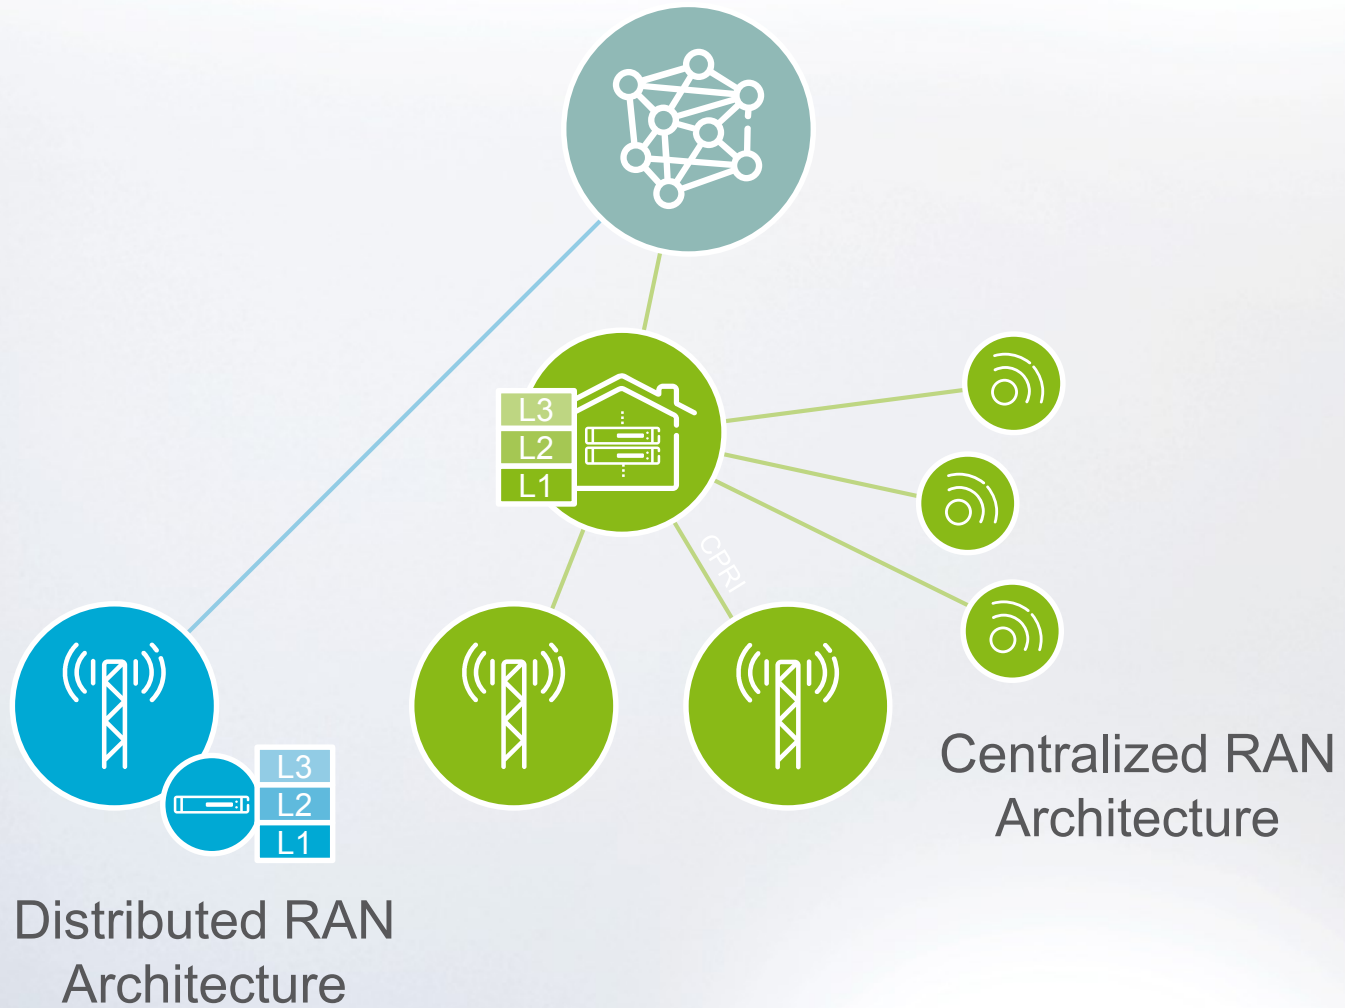 L3
L2
L1
CPRI
L3
L2
L1
Centralized RAN
Architecture
Distributed RAN
Architecture